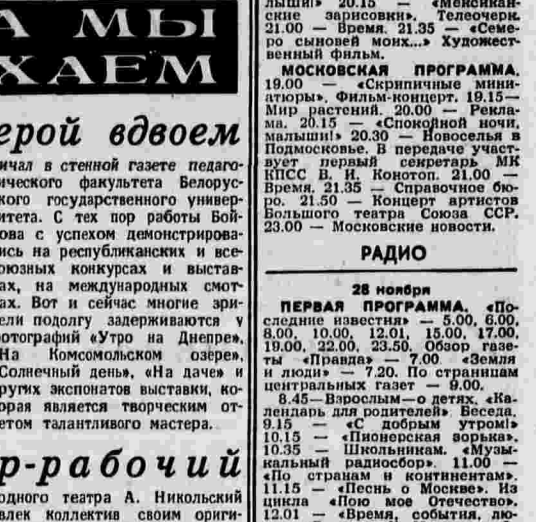 А МЫ
ХАЕМ
ерой вдвоем
ичал в стенной газете педаго-
ического факультета Белорус-
кого государственного универ-
итета. С тех пор работы Бой-
ова с успехом демонстрирова-
ись на республиканских и все-
оюзных конкурсах и выстав-
ах, на международных смот-
ах. Вот и сейчас многие зри-
ели подолгу задерживаются у
отографий «Утро на Днепре»,
На Комсомольском озере»,
Солнечный день», «На даче» и
ругих экспонатов выставки, ко-
орая является творческим от-
етом талантливого мастера.
р-рабочий
одного театра А. Никольский
влек коллектив своим ориги-
лыши!» 20.15 — «Мексикан-
ские зарисовки». Телеочерк.
21.00 — Время. 21.35 — «Семе-
ро сыновей моих...» Художест-
венный фильм.
МОСКОВСКАЯ ПРОГРАММА.
19.00 — «Скрипичные мини-
атюры». Фильм-концерт. 19.15—
Мир растений. 20.00 — Рекла-
ма. 20.15 — «Спокойной ночи,
малыши!» 20.30 — Новоселья в
Подмосковье. В передаче участ-
вует первый секретарь МК
КПСС В. И. Конотоп. 21.00 —
Время. 21.35 — Справочное бю-
ро. 21.50 — Концерт артистов
Большого театра Союза ССР.
23.00 — Московские новости.
РАДИО
28 ноября
ПЕРВАЯ ПРОГРАММА. «По-
следние известия» — 5.00, 6.00,
8.00, 10.00, 12.01, 15.00, 17.00,
19.00, 22.00, 23.50. Обзор газе-
ты «Правда» — 7.00. «Земля
и люди» — 7.20. По страницам
центральных газет — 9.00.
8.45—Взрослым—о детях. «Ка-
лендарь для родителей». Беседа.
9.15 — «С добрым утром!»
10.15 — «Пионерская зорька».
10.35 — Школьникам. «Музы-
кальный радиосбор». 11.00 —
«По странам и континентам».
11.15 — «Песнь о Москве». Из
цикла «Пою мое Отечество».
12.01 — «Время, события, лю-